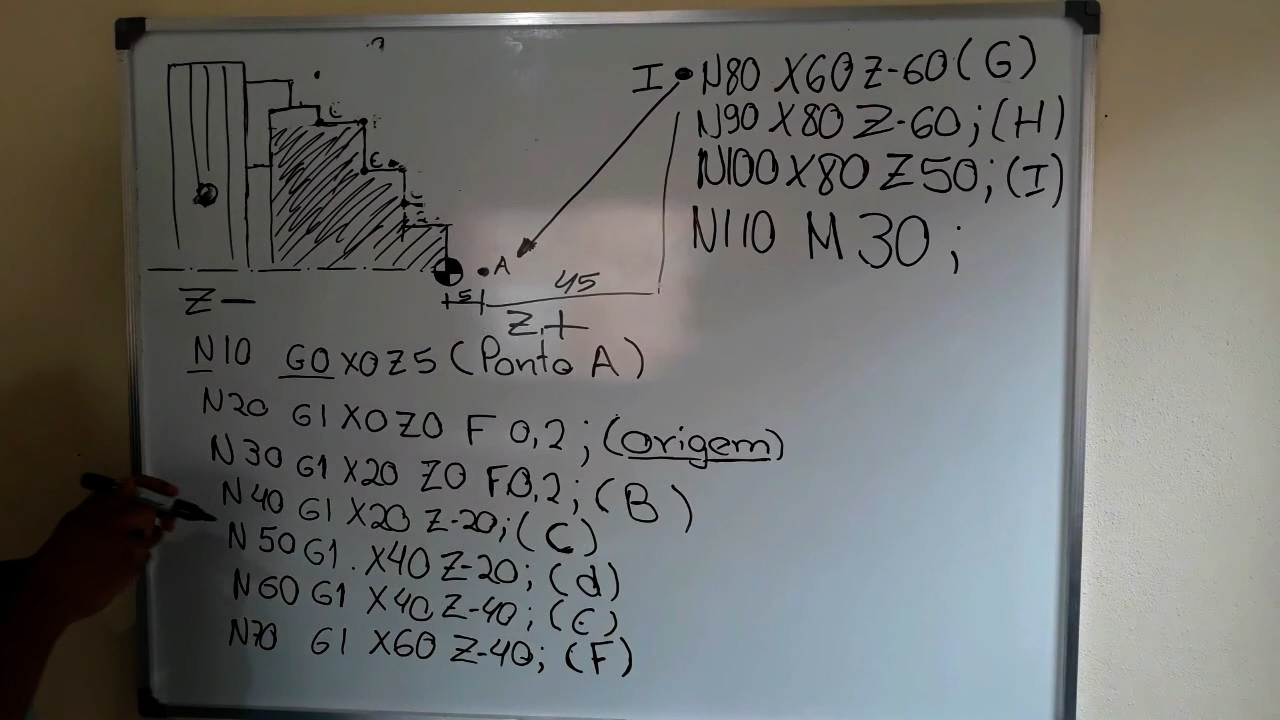 I
N80 X60 Z-60 (G)
N90 X80 Z-60; (H)
N100 X80 Z50; (I)
N110 M30;
A
5
45
Z-
Z+
N10 G0 X0 Z5 (Ponto A)
N20 G1 X0 Z0 F 0,2; (origem)
N30 G1 X20 Z0 F0,2; (B)
N40 G1 X20 Z-20; (C)
N50 G1. X40 Z-20; (d)
N60 G1 X40 Z-40; (E)
N70 G1 X60 Z-40; (F)